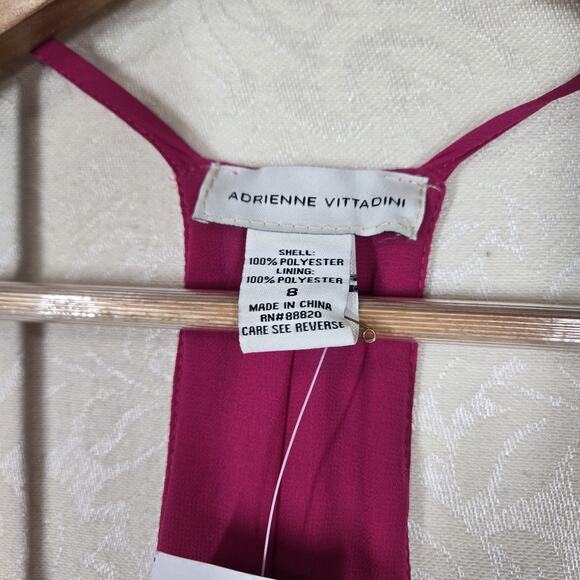 ADRIENNE VITTADINI
SHELL:
100% POLYESTER
LINING:
100% POLYESTER
8
MADE IN CHINA
RN#88820
CARE SEE REVERSE